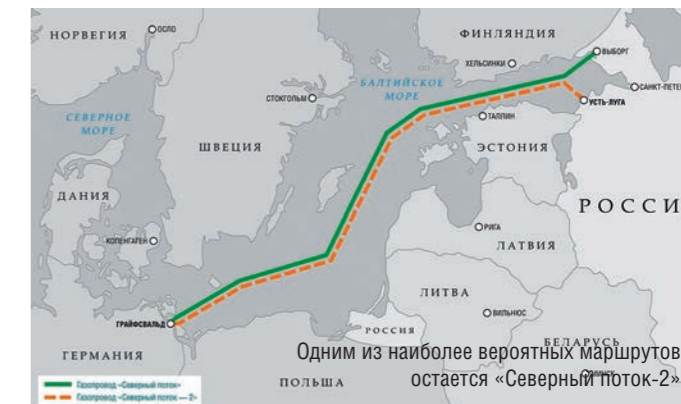 НОРВЕГИЯ
ОСЛО
ФИНЛЯНДИЯ
ВЫБОРГ
ХЕЛЬСИНКИ
САНКТ-ПЕТЕ
БАЛТИЙСКОЕ
МОРЕ
СТОКГОЛЬМ
УСТЬ-ЛУГА
СЕВЕРНОЕ
МОРЕ
ТАЛЛИН
ШВЕЦИЯ
ЭСТОНИЯ
ДАНИЯ
РОССИ
КОПЕНГАГЕН
РИГА
ЛАТВИЯ
ЛИТВА
ГРАЙФСВАЛЬД
ВИЛЬНЮС
РОССИЯ
БЕЛАРУСЬ
ГЕРМАНИЯ
Одним из наиболее вероятных маршрутов
остается «Северный поток-2»
ПОЛЬША
Газопровод «Северный поток»
Газопровод «Северный поток — 2»